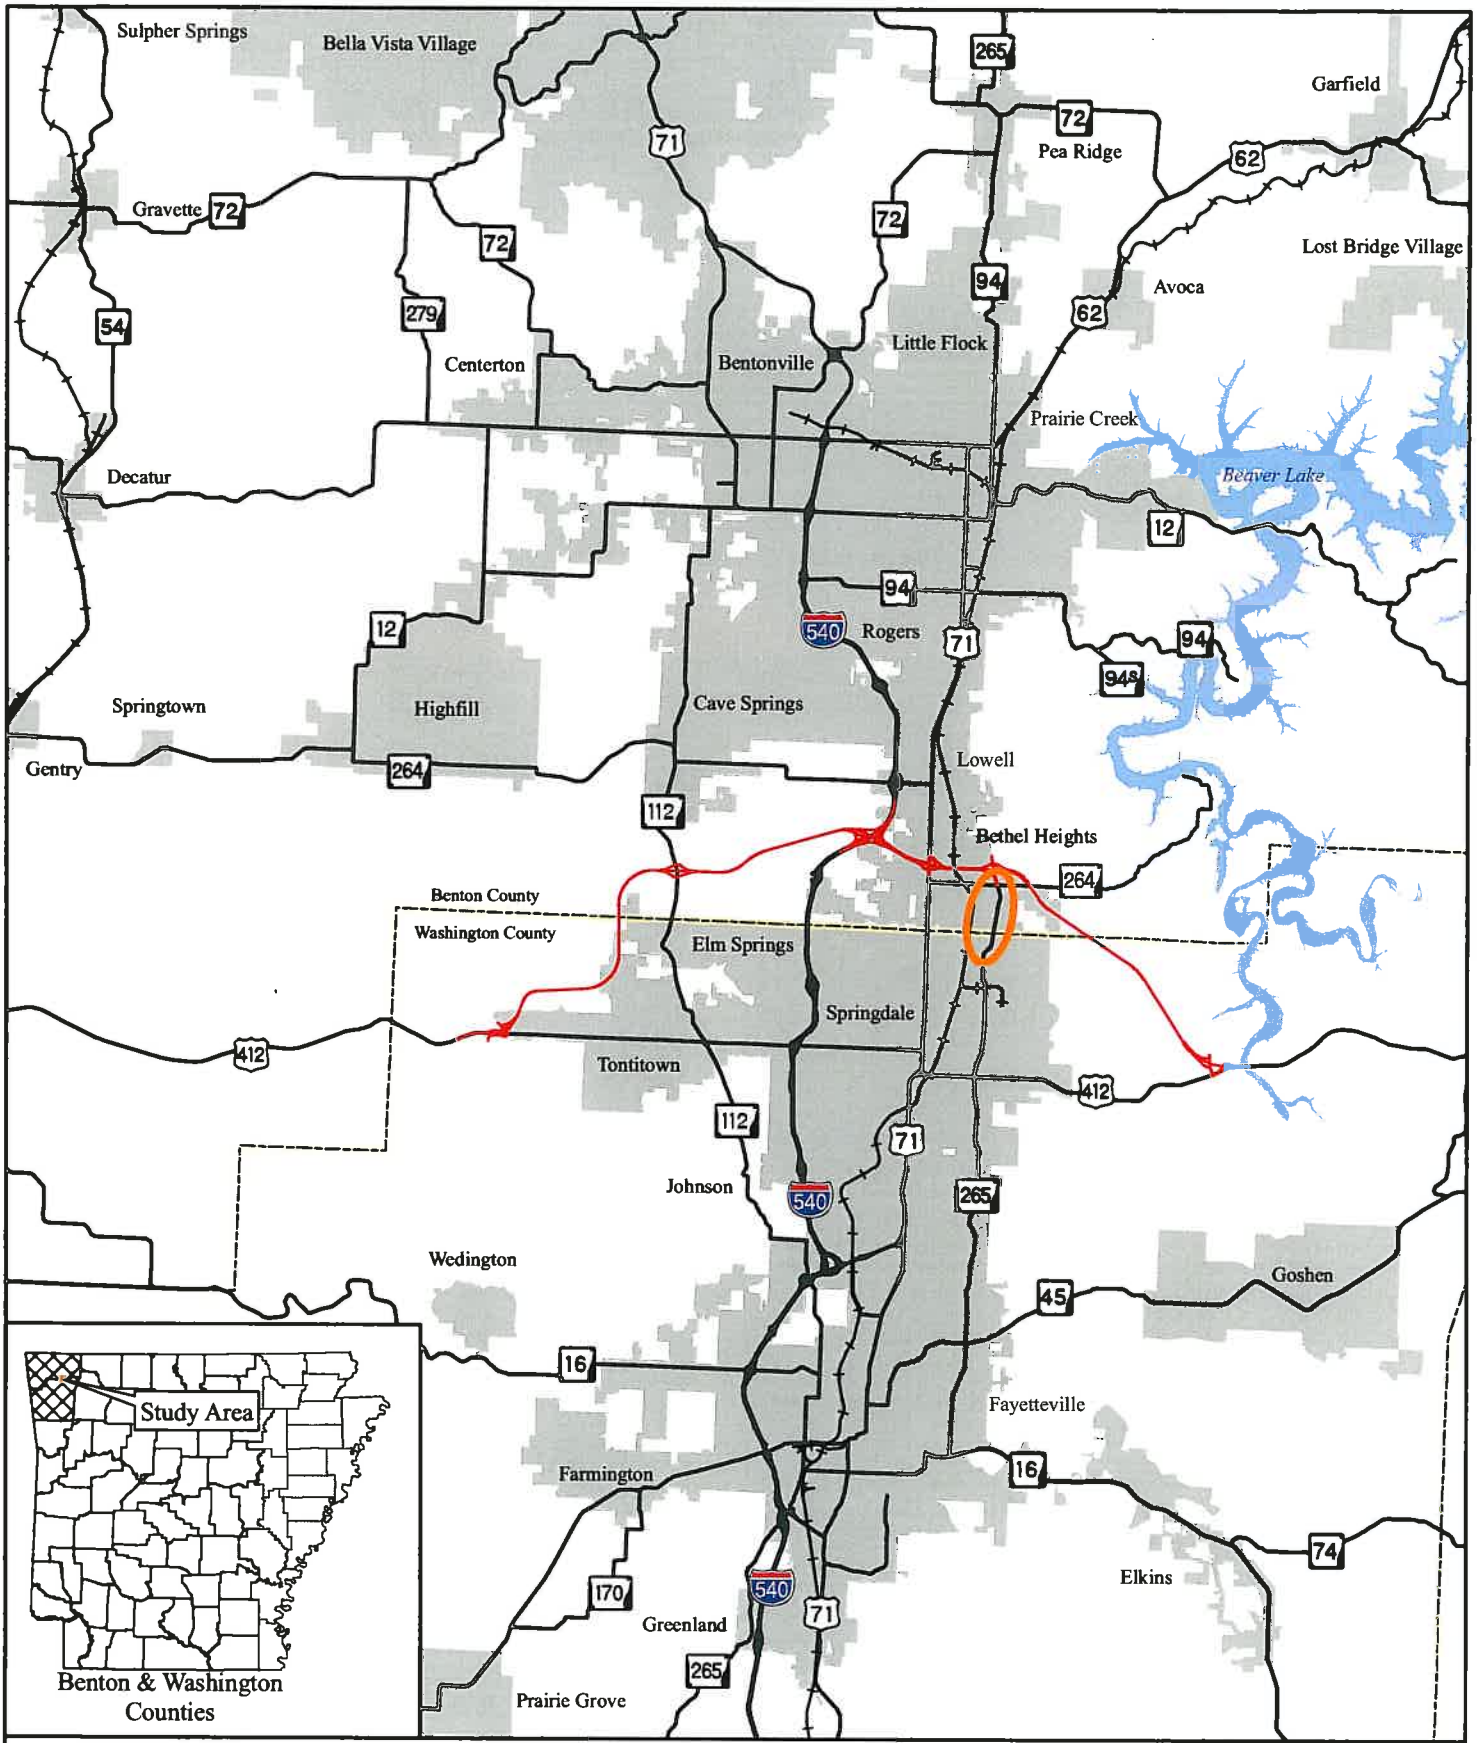 Sulpher Springs
Bella Vista Village
265
Garfield
71
72
Pea Ridge
62
Gravette
72
72
72
Lost Bridge Village
94
Avoca
279
54
62
Little Flock
Centerton
Bentonville
Prairie Creek
Decatur
Beaver Lake
12
94
12
540
Rogers
71
94
94S
Springtown
Highfill
Cave Springs
Gentry
264
Lowell
112
Bethel Heights
264
Benton County
Washington County
Elm Springs
Springdale
412
Tontitown
412
112
71
Johnson
540
265
Wedington
Goshen
45
16
Study Area
Fayetteville
Farmington
16
74
Elkins
170
540
71
Greenland
265
Benton & Washington
Counties
Prairie Grove